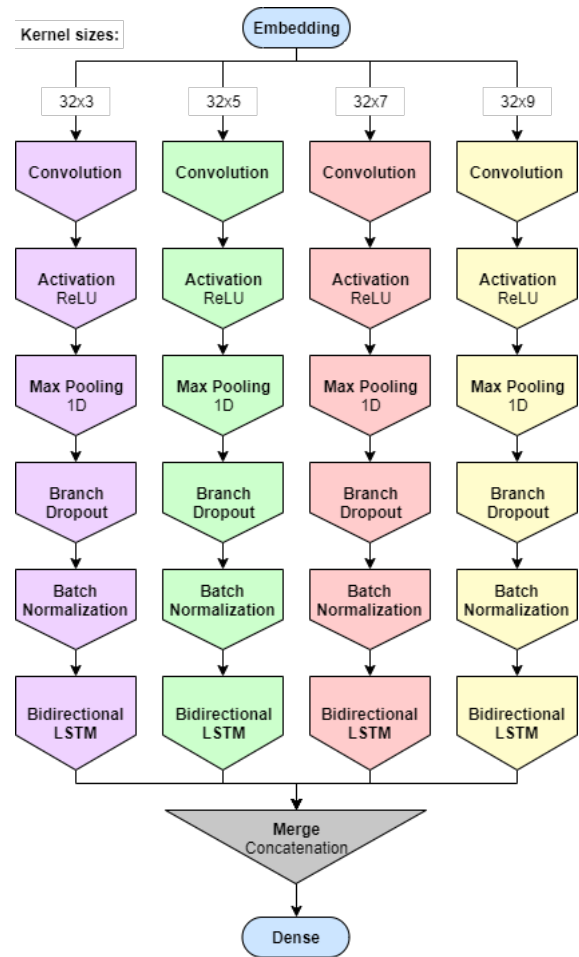 Kernel sizes:
Embedding
32x3
32x5
32x7
32x9
Convolution
Convolution
Convolution
Convolution
Activation
ReLU
Activation
ReLU
Activation
ReLU
Activation
ReLU
Max Pooling
1D
Max Pooling
1D
Max Pooling
1D
Max Pooling
1D
Branch
Dropout
Branch
Dropout
Branch
Dropout
Branch
Dropout
Batch
Normalization
Batch
Normalization
Batch
Normalization
Batch
Normalization
Bidirectional
LSTM
Bidirectional
LSTM
Bidirectional
LSTM
Bidirectional
LSTM
Merge
Concatenation
Dense